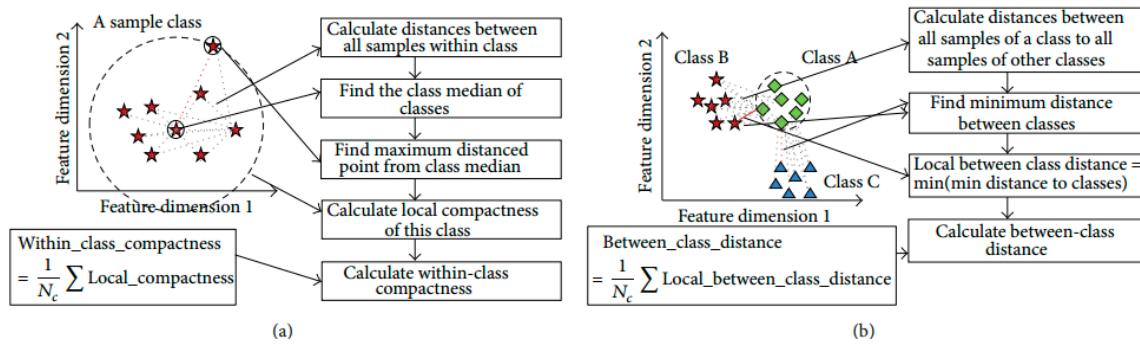 A sample class
Feature dimension 2
Feature dimension 1
Calculate distances between
all samples within class
Find the class median of
classes
Find maximum distanced
point from class median
Calculate local compactness
of this class
Calculate within-class
compactness
Within_class_compactness
= 1/N_c ∑ Local_compactness
(a)
Feature dimension 2
Class B
Class A
Class C
Feature dimension 1
Calculate distances between
all samples of a class to all
samples of other classes
Find minimum distance
between classes
Local between class distance =
min(min distance to classes)
Calculate between-class
distance
Between_class_distance
= 1/N_c ∑ Local_between_class_distance
(b)